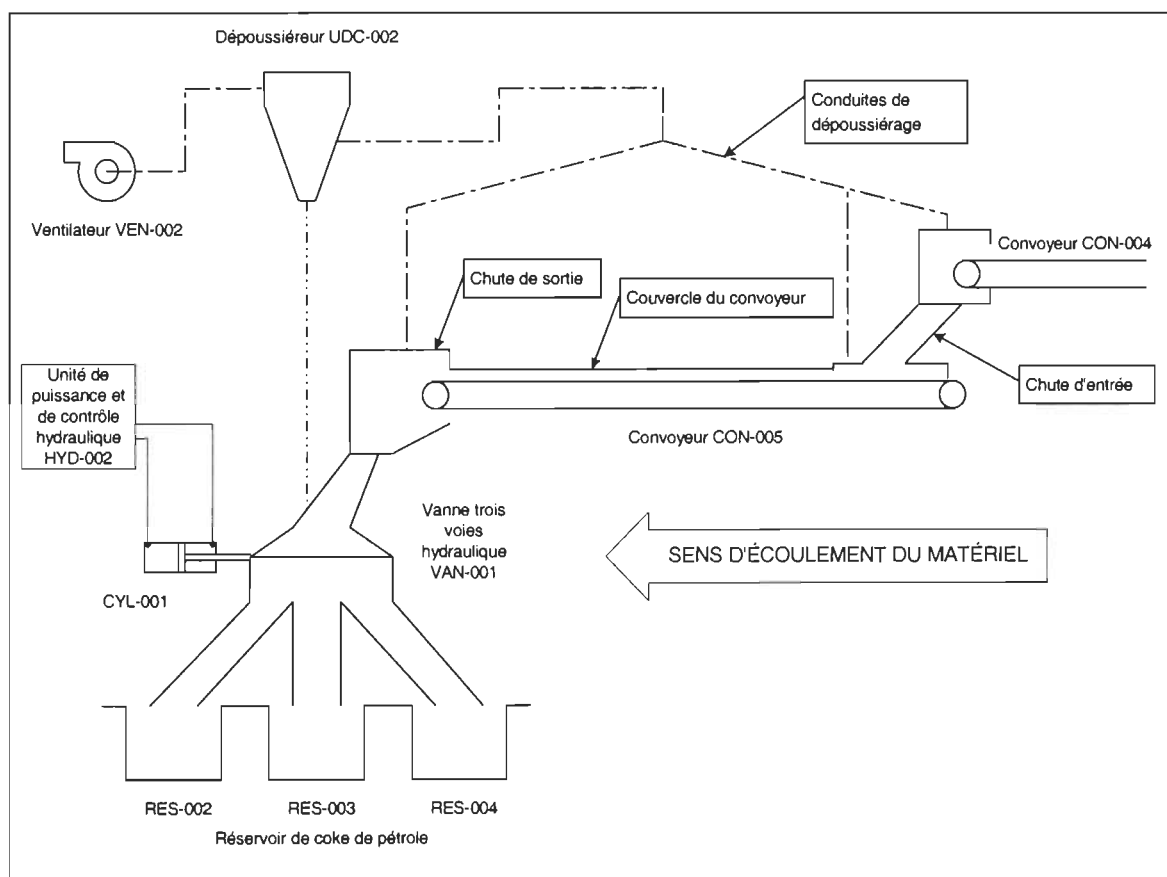 Dépoussiéreur UDC-002
Conduites de
dépoussiérage
Ventilateur VEN-002
Convoyeur CON-004
Chute de sortie
Couvercle du convoyeur
Unité de
puissance et
de contrôle
hydraulique
HYD-002
Chute d'entrée
Convoyeur CON-005
Vanne trois
voies
hydraulique
VAN-001
SENS D'ÉCOULEMENT DU MATÉRIEL
CYL-001
RES-002
RES-003
RES-004
Réservoir de coke de pétrole